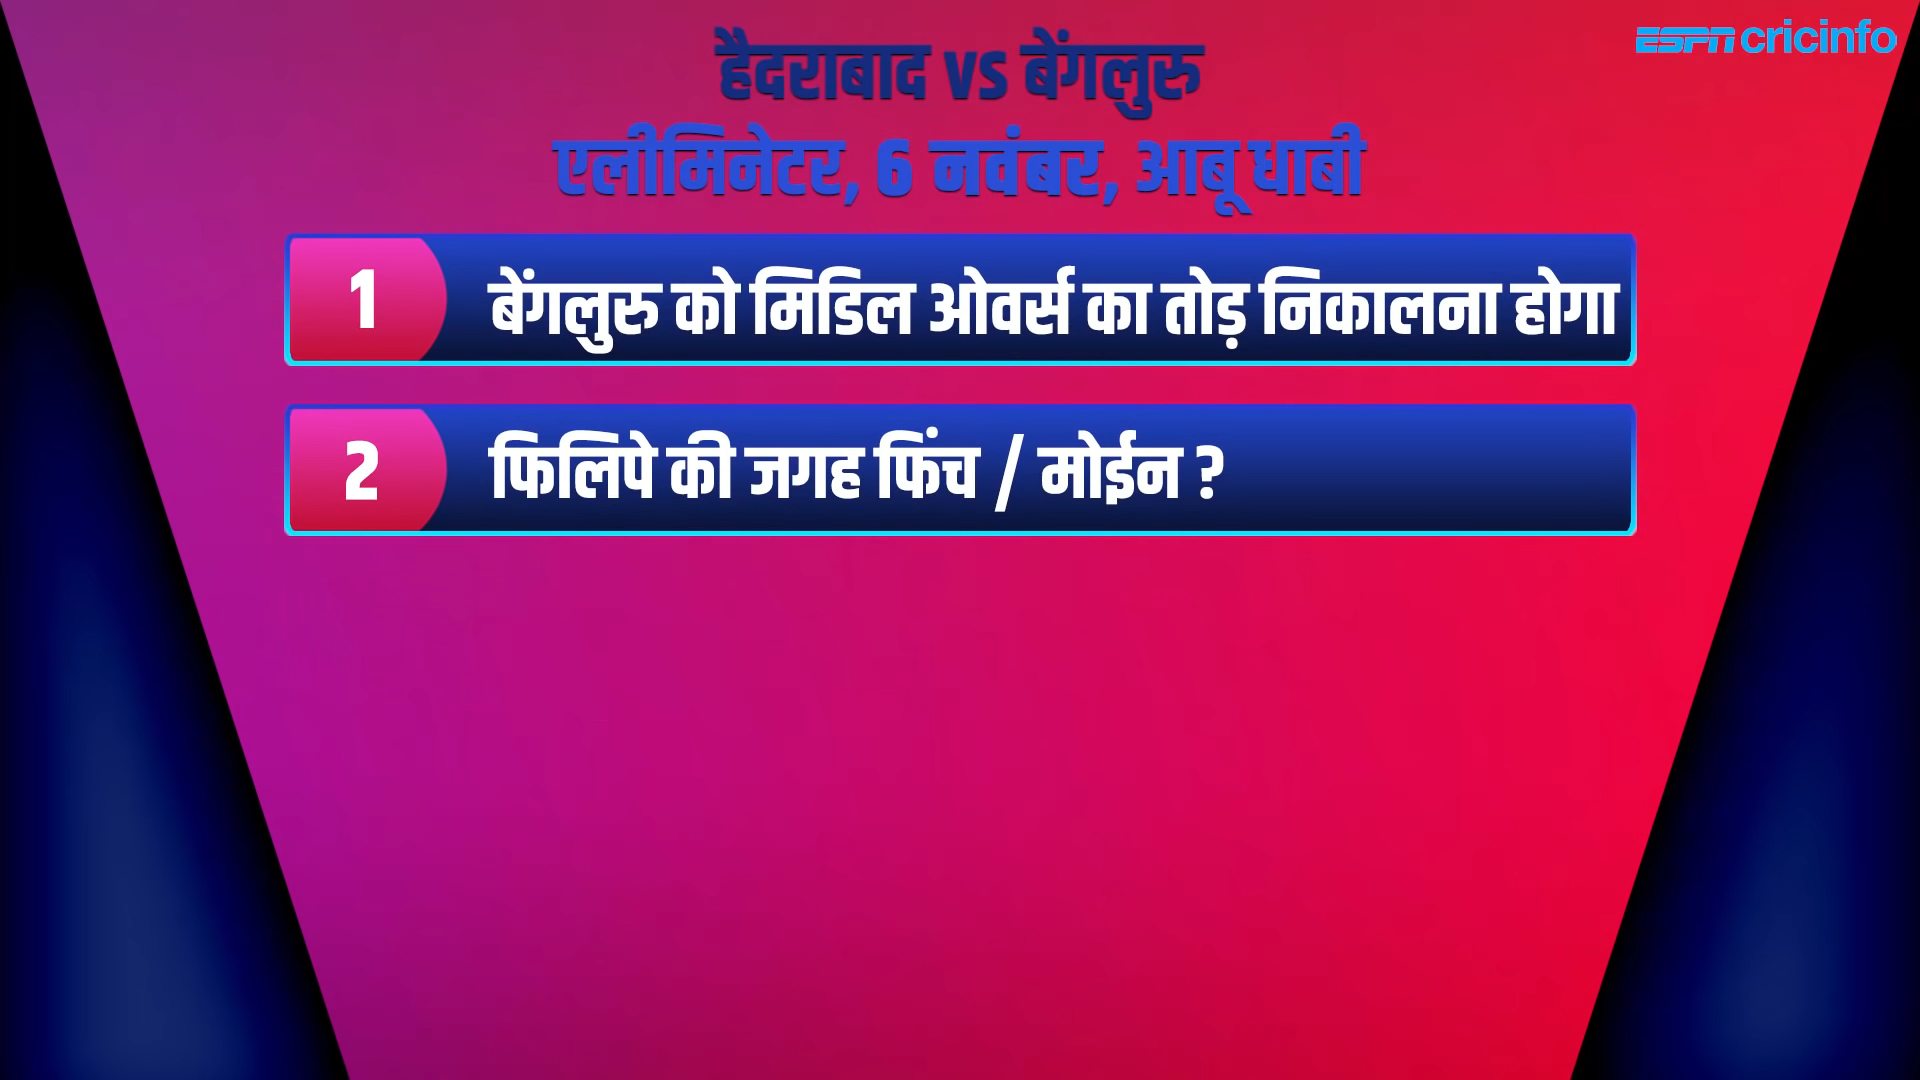 ESPN cricinfo
हैदराबाद vs बेंगलुरु
एलीमिनेटर, 6 नवंबर, आबू धाबी
1 बेंगलुरु को मिडिल ओवर्स का तोड़ निकालना होगा
2 फिलिपे की जगह फिंच / मोईन ?